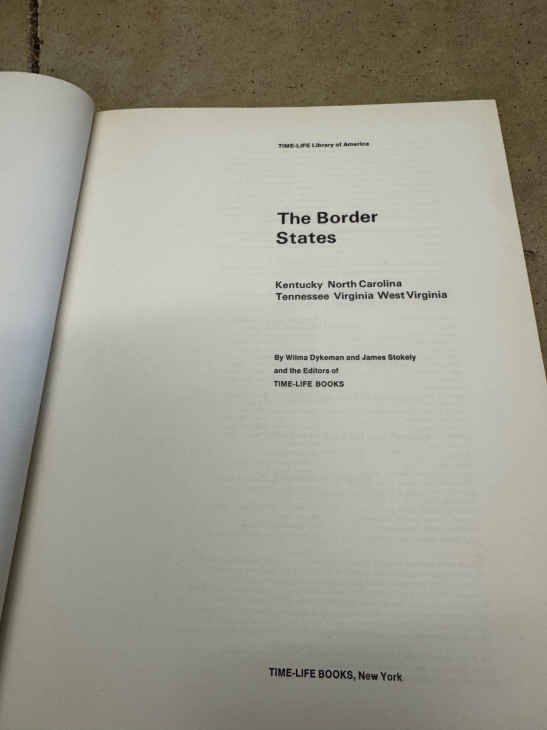 TIME-LIFE Library of America
The Border
States
Kentucky North Carolina
Tennessee Virginia West Virginia
By Wilma Dykeman and James Stokely
and the Editors of
TIME-LIFE BOOKS
TIME-LIFE BOOKS, New York